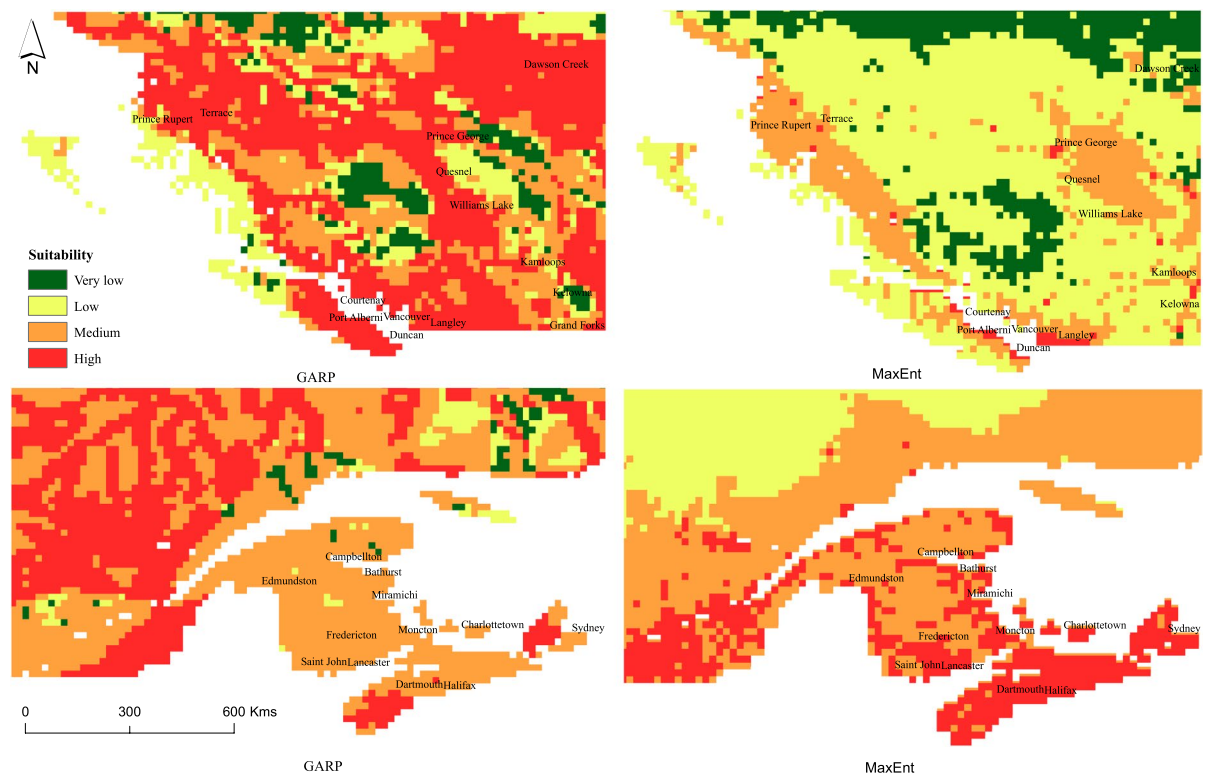 N
Dawson Creek
Terrace
Prince Rupert
Prince George
Quesnel
Williams Lake
Kamloops
Kelowna
Courtenay
Port Alberni
Vancouver
Langley
Grand Forks
Duncan
Suitability
Very low
Low
Medium
High
GARP
Dawson Creek
Terrace
Prince Rupert
Prince George
Quesnel
Williams Lake
Kamloops
Kelowna
Courtenay
Port Alberni
Vancouver
Langley
Duncan
MaxEnt
Campbellton
Bathurst
Edmundston
Miramichi
Charlottetown
Moncton
Sydney
Fredericton
Saint John
Lancaster
Dartmouth
Halifax
0 300 600 Kms
GARP
Campbellton
Bathurst
Edmundston
Miramichi
Charlottetown
Moncton
Sydney
Fredericton
Saint John
Lancaster
Dartmouth
Halifax
MaxEnt